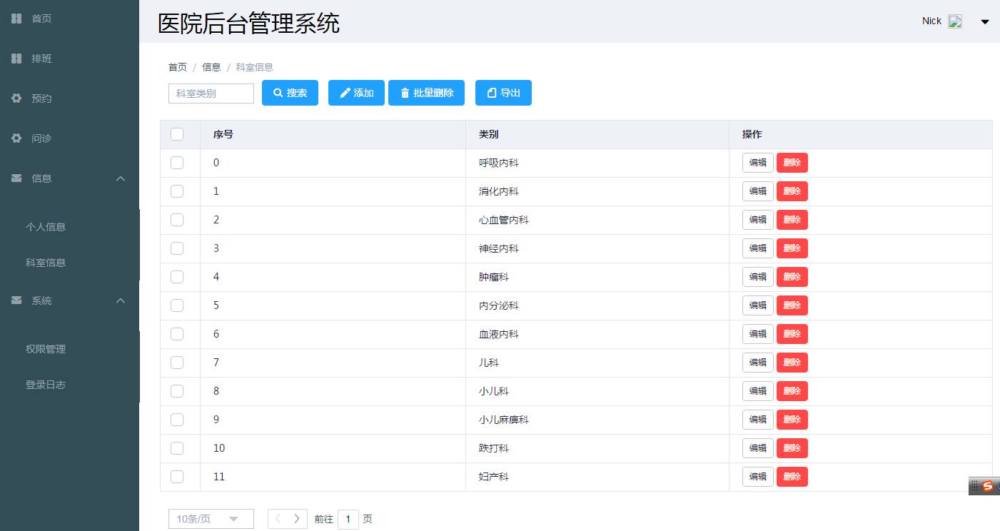 首页
排班
预约
问诊
信息
个人信息
科室信息
系统
权限管理
登录日志
医院后台管理系统
Nick
首页 / 信息 / 科室信息
科室类别 搜索 添加 批量删除 导出
序号 类别 操作
0 呼吸内科 编辑 删除
1 消化内科 编辑 删除
2 心血管内科 编辑 删除
3 神经内科 编辑 删除
4 肿瘤科 编辑 删除
5 内分泌科 编辑 删除
6 血液内科 编辑 删除
7 儿科 编辑 删除
8 小儿科 编辑 删除
9 小儿麻痹科 编辑 删除
10 跌打科 编辑 删除
11 妇产科 编辑 删除
10条/页 前往 1 页